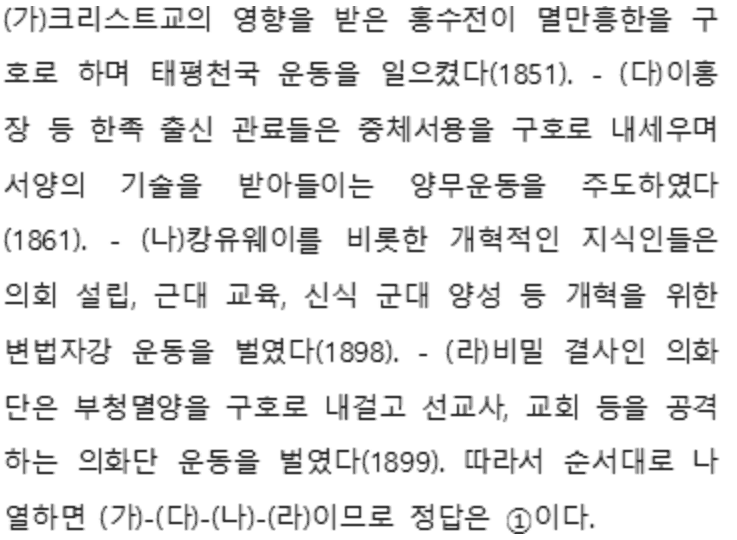 (가)크리스트교의 영향을 받은 홍수전이 멸만흥한을 구
호로 하며 태평천국 운동을 일으켰다(1851). - (다)이홍
장 등 한족 출신 관료들은 중체서용을 구호로 내세우며
서양의 기술을 받아들이는 양무운동을 주도하였다
(1861). - (나)캉유웨이를 비롯한 개혁적인 지식인들은
의회 설립, 근대 교육, 신식 군대 양성 등 개혁을 위한
변법자강 운동을 벌였다(1898). - (라)비밀 결사인 의화
단은 부청멸양을 구호로 내걸고 선교사, 교회 등을 공격
하는 의화단 운동을 벌였다(1899). 따라서 순서대로 나
열하면 (가)-(다)-(나)-(라)이므로 정답은 ①이다.